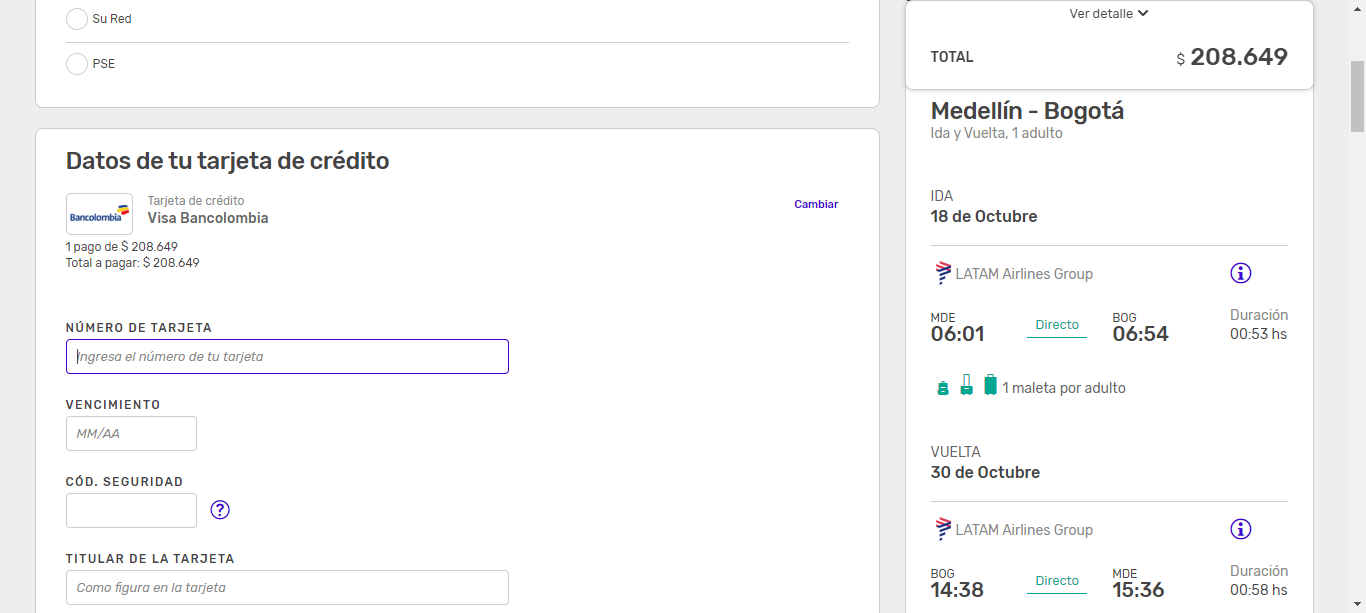 Su Red
PSE
Datos de tu tarjeta de crédito
Bancolombia
Tarjeta de crédito
Visa Bancolombia
Cambiar
1 pago de $ 208.649
Total a pagar: $ 208.649
NÚMERO DE TARJETA
Ingresa el número de tu tarjeta
VENCIMIENTO
MM/AA
CÓD. SEGURIDAD
?
TITULAR DE LA TARJETA
Como figura en la tarjeta
Ver detalle
TOTAL $ 208.649
Medellín - Bogotá
Ida y Vuelta, 1 adulto
IDA
18 de Octubre
LATAM Airlines Group
MDE
06:01
Directo
BOG
06:54
Duración
00:53 hs
1 maleta por adulto
VUELTA
30 de Octubre
LATAM Airlines Group
BOG
14:38
Directo
MDE
15:36
Duración
00:58 hs